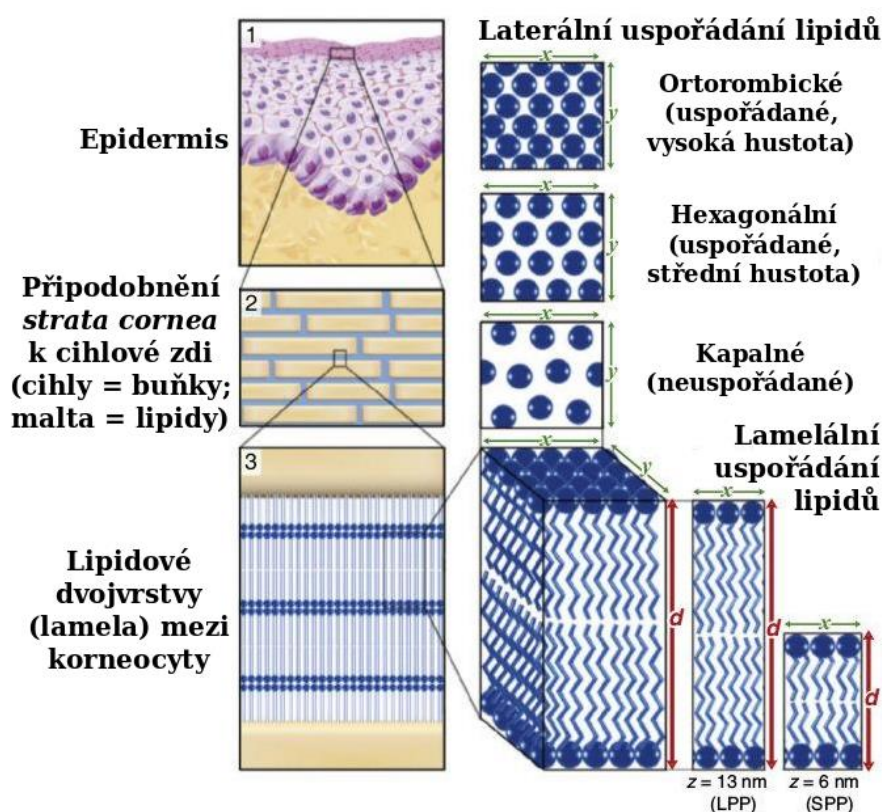 1
Epidermis
Připodobnění
strata cornea
k cihlové zdi
(cihly = buňky;
malta = lipidy)
2
3
Lipidové
dvojvrstvy
(lamela) mezi
korneocyty
Laterální uspořádání lipidů
x
y
Ortorombické
(uspořádané,
vysoká hustota)
x
y
Hexagonální
(uspořádané,
střední hustota)
x
y
Kapalné
(neuspořádané)
Lamelální
uspořádání
lipidů
x
y
d
x
d
x
d
z = 13 nm
(LPP)
z = 6 nm
(SPP)